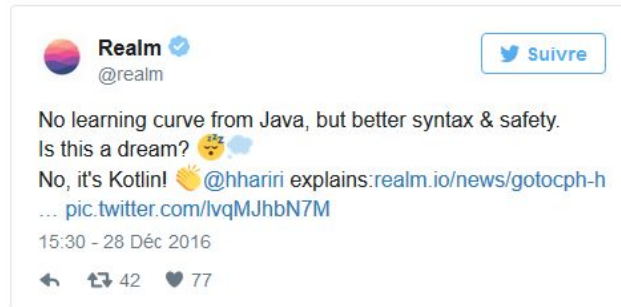 Realm
@realm
Suivre
No learning curve from Java, but better syntax & safety.
Is this a dream? 😴💭
No, it's Kotlin! 👏@hhariri explains:realm.io/news/gotocph-h
… pic.twitter.com/lvqMJhbN7M
15:30 - 28 Déc 2016
42 77